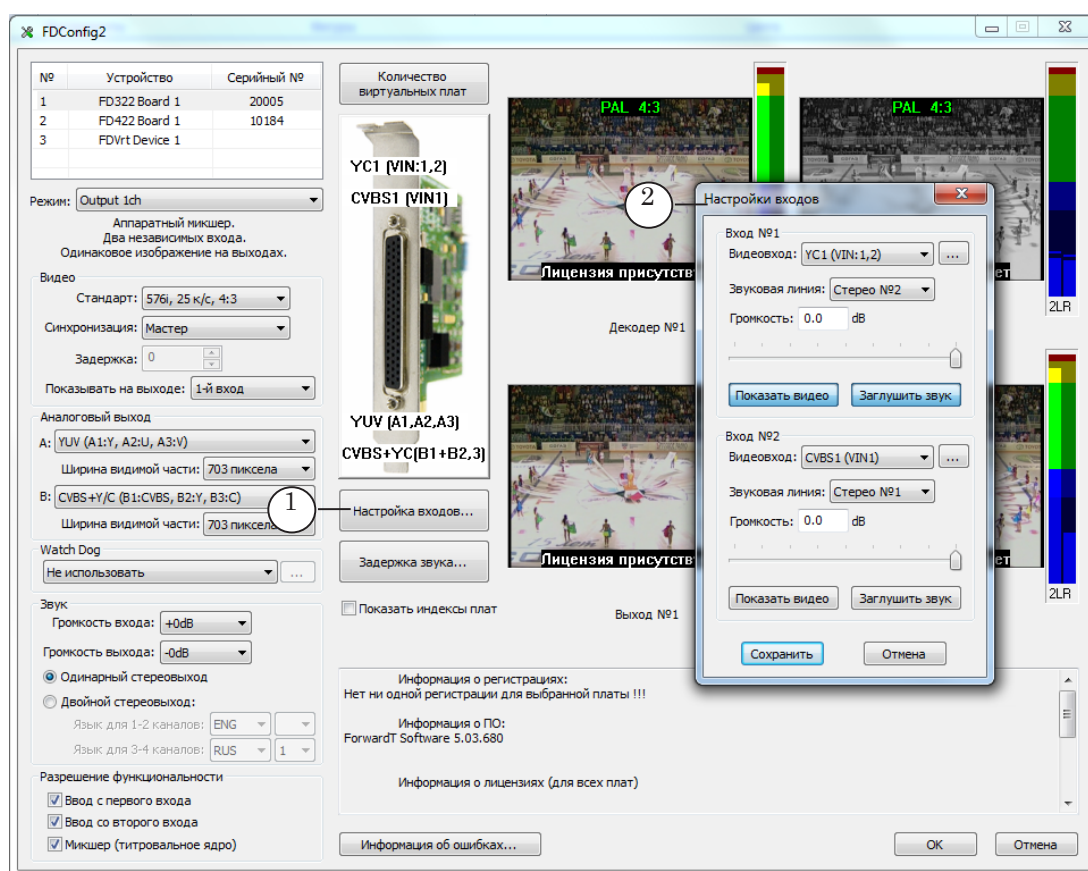 FDConfig2
№ Устройство Серийный №
1 FD322 Board 1 20005
2 FD422 Board 1 10184
3 FDVrt Device 1
Режим: Output 1ch
Аппаратный микшер.
Два независимых входа.
Одинаковое изображение на выходах.
Видео
Стандарт: 576i, 25 к/с, 4:3
Синхронизация: Мастер
Задержка: 0
Показывать на выходе: 1-й вход
Аналоговый выход
A: YUV (A1:Y, A2:U, A3:V)
Ширина видимой части: 703 пиксела
B: CVBS+Y/C (B1:CVBS, B2:Y, B3:C)
Ширина видимой части: 703 пиксела
Watch Dog
Не использовать ...
Звук
Громкость входа: +0dB
Громкость выхода: -0dB
Одинарный стереовыход
Двойной стереовыход:
Язык для 1-2 каналов: ENG
Язык для 3-4 каналов: RUS 1
Разрешение функциональности
Ввод с первого входа
Ввод со второго входа
Микшер (титровальное ядро)
Количество
виртуальных плат
YC1 (VIN:1,2)
CVBS1 (VIN1)
YUV (A1,A2,A3)
CVBS+YC(B1+B2,3)
1
Настройка входов...
Задержка звука...
Показать индексы плат
PAL 4:3
Лицензия присутств
Декодер №1
PAL 4:3
ет
2LR
Лицензия присутств
Выход №1
ет
2LR
2
Настройки входов
Вход №1
Видеовход: YC1 (VIN:1,2) ...
Звуковая линия: Стерео №2
Громкость: 0.0 dB
Показать видео Заглушить звук
Вход №2
Видеовход: CVBS1 (VIN1) ...
Звуковая линия: Стерео №1
Громкость: 0.0 dB
Показать видео Заглушить звук
Сохранить Отмена
Информация о регистрациях:
Нет ни одной регистрации для выбранной платы !!!
Информация о ПО:
ForwardT Software 5.03.680
Информация о лицензиях (для всех плат)
Информация об ошибках... OK Отмена